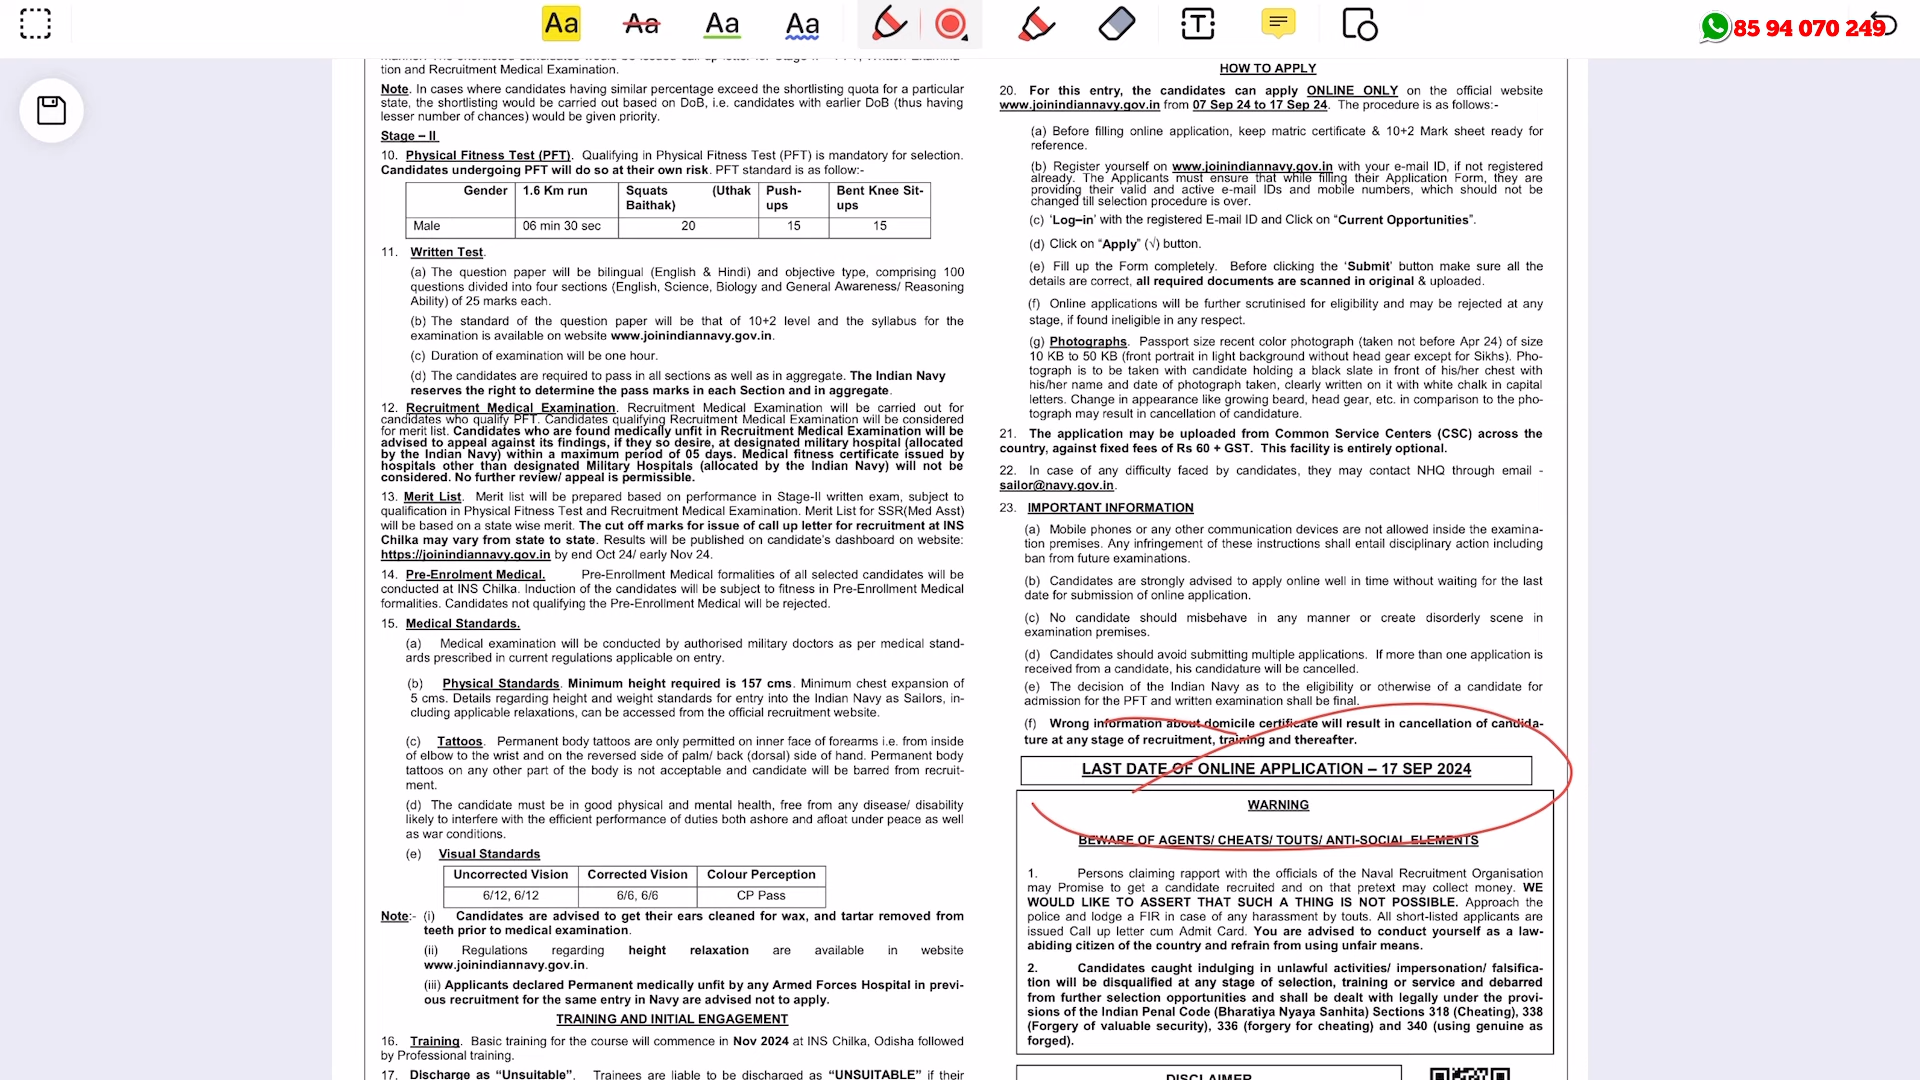 Aa Aa Aa Aa T
85 94 070 249
tion and Recruitment Medical Examination.
Note. In cases where candidates having similar percentage exceed the shortlisting quota for a particular
state, the shortlisting would be carried out based on DoB, i.e. candidates with earlier DoB (thus having
lesser number of chances) would be given priority.
Stage – II
10. Physical Fitness Test (PFT). Qualifying in Physical Fitness Test (PFT) is mandatory for selection.
Candidates undergoing PFT will do so at their own risk. PFT standard is as follow:-
Gender 1.6 Km run Squats (Uthak Push- Bent Knee Sit-
Baithak) ups ups
Male 06 min 30 sec 20 15 15
11. Written Test.
(a) The question paper will be bilingual (English & Hindi) and objective type, comprising 100
questions divided into four sections (English, Science, Biology and General Awareness/ Reasoning
Ability) of 25 marks each.
(b) The standard of the question paper will be that of 10+2 level and the syllabus for the
examination is available on website www.joinindiannavy.gov.in.
(c) Duration of examination will be one hour.
(d) The candidates are required to pass in all sections as well as in aggregate. The Indian Navy
reserves the right to determine the pass marks in each Section and in aggregate.
12. Recruitment Medical Examination. Recruitment Medical Examination will be carried out for
candidates who qualify PFT. Candidates qualifying Recruitment Medical Examination will be considered
for merit list. Candidates who are found medically unfit in Recruitment Medical Examination will be
advised to appeal against its findings, if they so desire, at designated military hospital (allocated
by the Indian Navy) within a maximum period of 05 days. Medical fitness certificate issued by
hospitals other than designated Military Hospitals (allocated by the Indian Navy) will not be
considered. No further review/ appeal is permissible.
13. Merit List. Merit list will be prepared based on performance in Stage-II written exam, subject to
qualification in Physical Fitness Test and Recruitment Medical Examination. Merit List for SSR(Med Asst)
will be based on a state wise merit. The cut off marks for issue of call up letter for recruitment at INS
Chilka may vary from state to state. Results will be published on candidate's dashboard on website:
https://joinindiannavy.gov.in by end Oct 24/ early Nov 24.
14. Pre-Enrolment Medical. Pre-Enrollment Medical formalities of all selected candidates will be
conducted at INS Chilka. Induction of the candidates will be subject to fitness in Pre-Enrollment Medical
formalities. Candidates not qualifying the Pre-Enrollment Medical will be rejected.
15. Medical Standards.
(a) Medical examination will be conducted by authorised military doctors as per medical stand-
ards prescribed in current regulations applicable on entry.
(b) Physical Standards. Minimum height required is 157 cms. Minimum chest expansion of
5 cms. Details regarding height and weight standards for entry into the Indian Navy as Sailors, in-
cluding applicable relaxations, can be accessed from the official recruitment website.
(c) Tattoos. Permanent body tattoos are only permitted on inner face of forearms i.e. from inside
of elbow to the wrist and on the reversed side of palm/ back (dorsal) side of hand. Permanent body
tattoos on any other part of the body is not acceptable and candidate will be barred from recruit-
ment.
(d) The candidate must be in good physical and mental health, free from any disease/ disability
likely to interfere with the efficient performance of duties both ashore and afloat under peace as well
as war conditions.
(e) Visual Standards
Uncorrected Vision Corrected Vision Colour Perception
6/12, 6/12 6/6, 6/6 CP Pass
Note:- (i) Candidates are advised to get their ears cleaned for wax, and tartar removed from
teeth prior to medical examination.
(ii) Regulations regarding height relaxation are available in website
www.joinindiannavy.gov.in.
(iii) Applicants declared Permanent medically unfit by any Armed Forces Hospital in previ-
ous recruitment for the same entry in Navy are advised not to apply.
TRAINING AND INITIAL ENGAGEMENT
16. Training. Basic training for the course will commence in Nov 2024 at INS Chilka, Odisha followed
by Professional training.
17. Discharge as "Unsuitable". Trainees are liable to be discharged as "UNSUITABLE" if their
HOW TO APPLY
20. For this entry, the candidates can apply ONLINE ONLY on the official website
www.joinindiannavy.gov.in from 07 Sep 24 to 17 Sep 24. The procedure is as follows:-
(a) Before filling online application, keep matric certificate & 10+2 Mark sheet ready for
reference.
(b) Register yourself on www.joinindiannavy.gov.in with your e-mail ID, if not registered
already. The Applicants must ensure that while filling their Application Form, they are
providing their valid and active e-mail IDs and mobile numbers, which should not be
changed till selection procedure is over.
(c) 'Log–in' with the registered E-mail ID and Click on "Current Opportunities".
(d) Click on "Apply" (√) button.
(e) Fill up the Form completely. Before clicking the 'Submit' button make sure all the
details are correct, all required documents are scanned in original & uploaded.
(f) Online applications will be further scrutinised for eligibility and may be rejected at any
stage, if found ineligible in any respect.
(g) Photographs. Passport size recent color photograph (taken not before Apr 24) of size
10 KB to 50 KB (front portrait in light background without head gear except for Sikhs). Pho-
tograph is to be taken with candidate holding a black slate in front of his/her chest with
his/her name and date of photograph taken, clearly written on it with white chalk in capital
letters. Change in appearance like growing beard, head gear, etc. in comparison to the pho-
tograph may result in cancellation of candidature.
21. The application may be uploaded from Common Service Centers (CSC) across the
country, against fixed fees of Rs 60 + GST. This facility is entirely optional.
22. In case of any difficulty faced by candidates, they may contact NHQ through email -
sailor@navy.gov.in.
23. IMPORTANT INFORMATION
(a) Mobile phones or any other communication devices are not allowed inside the examina-
tion premises. Any infringement of these instructions shall entail disciplinary action including
ban from future examinations.
(b) Candidates are strongly advised to apply online well in time without waiting for the last
date for submission of online application.
(c) No candidate should misbehave in any manner or create disorderly scene in
examination premises.
(d) Candidates should avoid submitting multiple applications. If more than one application is
received from a candidate, his candidature will be cancelled.
(e) The decision of the Indian Navy as to the eligibility or otherwise of a candidate for
admission for the PFT and written examination shall be final.
(f) Wrong information about domicile certificate will result in cancellation of candida-
ture at any stage of recruitment, training and thereafter.
LAST DATE OF ONLINE APPLICATION – 17 SEP 2024
WARNING
BEWARE OF AGENTS/ CHEATS/ TOUTS/ ANTI-SOCIAL ELEMENTS
1. Persons claiming rapport with the officials of the Naval Recruitment Organisation
may Promise to get a candidate recruited and on that pretext may collect money. WE
WOULD LIKE TO ASSERT THAT SUCH A THING IS NOT POSSIBLE. Approach the
police and lodge a FIR in case of any harassment by touts. All short-listed applicants are
issued Call up letter cum Admit Card. You are advised to conduct yourself as a law-
abiding citizen of the country and refrain from using unfair means.
2. Candidates caught indulging in unlawful activities/ impersonation/ falsifica-
tion will be disqualified at any stage of selection, training or service and debarred
from further selection opportunities and shall be dealt with legally under the provi-
sions of the Indian Penal Code (Bharatiya Nyaya Sanhita) Sections 318 (Cheating), 338
(Forgery of valuable security), 336 (forgery for cheating) and 340 (using genuine as
forged).
DISCLAIMER